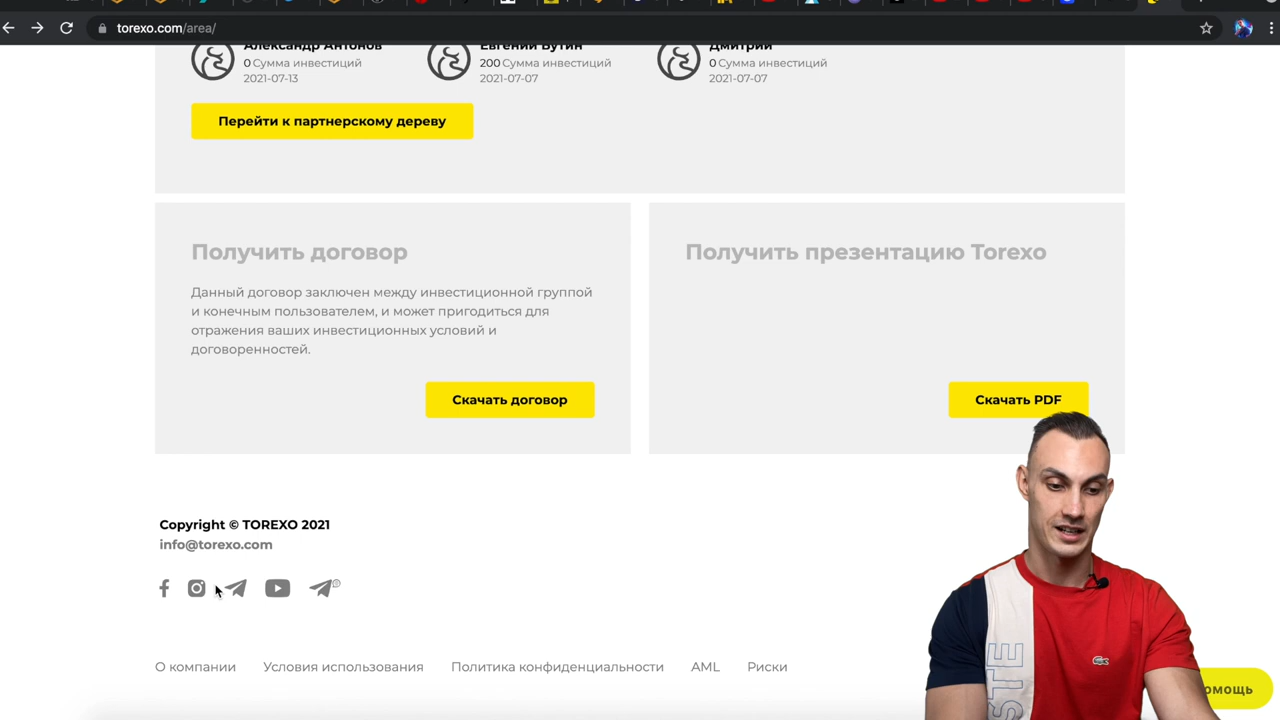 torexo.com/area/
Александр Антонов
Евгений Бутин
Дмитрий
0 Сумма инвестиций
200 Сумма инвестиций
0 Сумма инвестиций
2021-07-13
2021-07-07
2021-07-07
Перейти к партнерскому дереву
Получить договор
Получить презентацию Torexo
Данный договор заключен между инвестиционной группой
и конечным пользователем, и может пригодиться для
отражения ваших инвестиционных условий и
договоренностей.
Скачать договор
Скачать PDF
Copyright © TOREXO 2021
info@torexo.com
О компании
Условия использования
Политика конфиденциальности
AML
Риски
омощь